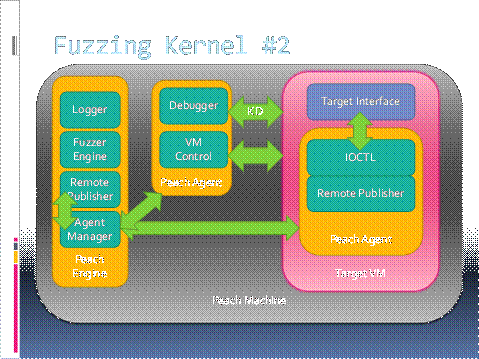 Fuzzing Kernel #2
Logger
Fuzzer
Engine
Remote
Publisher
Agent
Manager
Peach
Engine
Debugger
VM
Control
Peach Agent
KD
Target Interface
IOCTL
Remote Publisher
Peach Agent
Target VM
Peach Machine